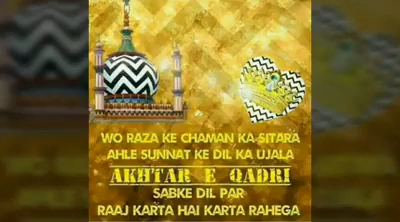 WO RAZA KE CHAMAN KA SITARA
AHLE SUNNAT KE DIL KA UJALA
AKHTAR E QADRI
SABKE DIL PAR
RAAJ KARTA HAI KARTA RAHEGA